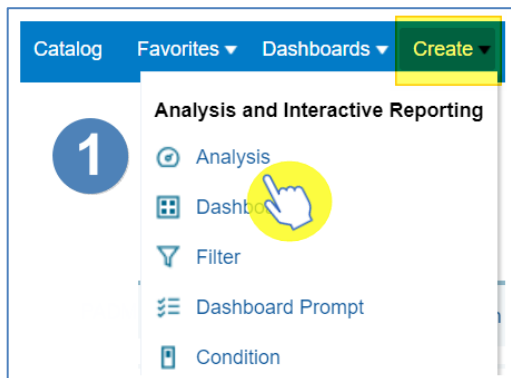 Catalog Favorites Dashboards Create
Analysis and Interactive Reporting
1
Analysis
Filter
Dashboard Prompt
Condition